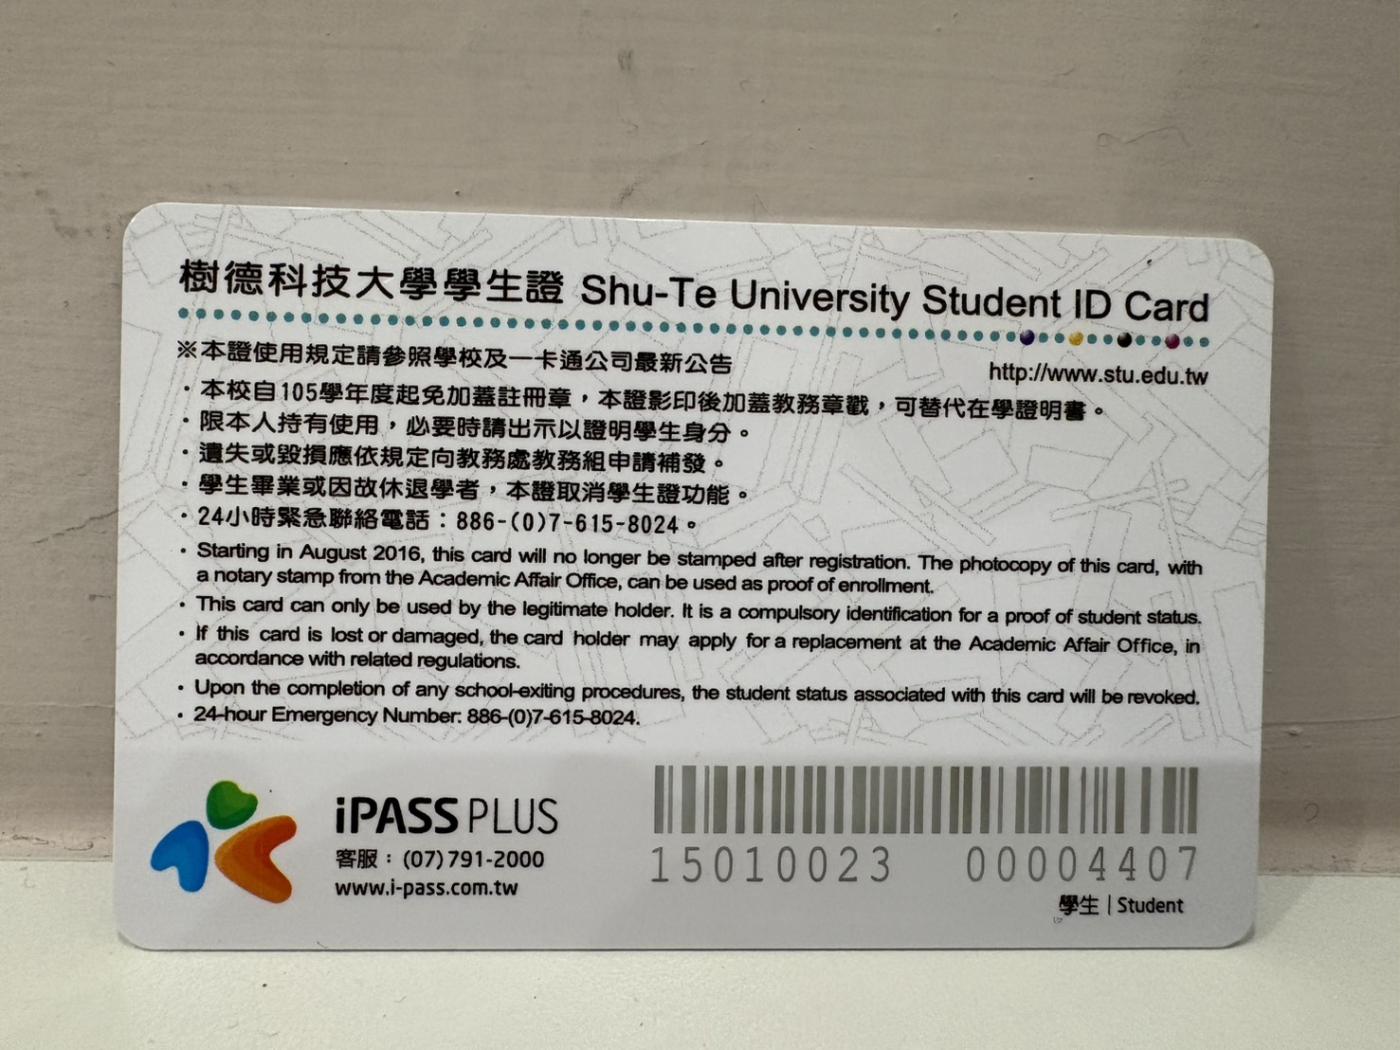 樹德科技大學學生證 Shu-Te University Student ID Card
※本證使用規定請參照學校及一卡通公司最新公告
http://www.stu.edu.tw
・本校自105學年度起免加蓋註冊章，本證影印後加蓋教務章戳，可替代在學證明書。
・限本人持有使用，必要時請出示以證明學生身分。
・遺失或毀損應依規定向教務處教務組申請補發。
・學生畢業或因故休退學者，本證取消學生證功能。
・24小時緊急聯絡電話：886-(0)7-615-8024。
• Starting in August 2016, this card will no longer be stamped after registration. The photocopy of this card, with
a notary stamp from the Academic Affair Office, can be used as proof of enrollment.
• This card can only be used by the legitimate holder. It is a compulsory identification for a proof of student status.
• If this card is lost or damaged, the card holder may apply for a replacement at the Academic Affair Office, in
accordance with related regulations.
• Upon the completion of any school-exiting procedures, the student status associated with this card will be revoked.
• 24-hour Emergency Number: 886-(0)7-615-8024.
iPASS PLUS
客服：(07)791-2000
www.i-pass.com.tw
15010023 00004407
學生 | Student